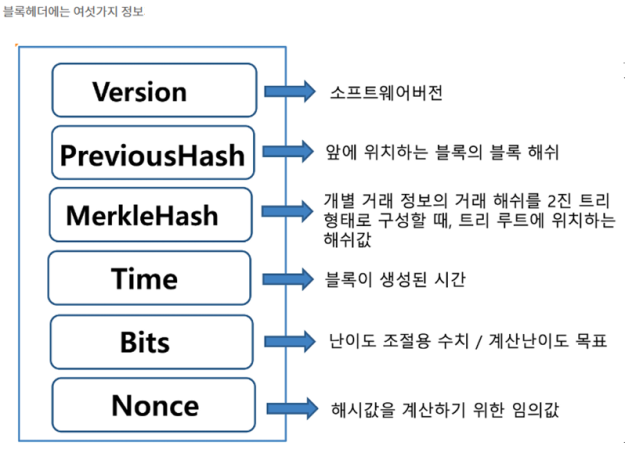 블록헤더에는 여섯가지 정보
Version
소프트웨어버전
PreviousHash
앞에 위치하는 블록의 블록 해쉬
MerkleHash
개별 거래 정보의 거래 해쉬를 2진 트리
형태로 구성할 때, 트리 루트에 위치하는
해쉬값
Time
블록이 생성된 시간
Bits
난이도 조절용 수치 / 계산난이도 목표
Nonce
해시값을 계산하기 위한 임의값